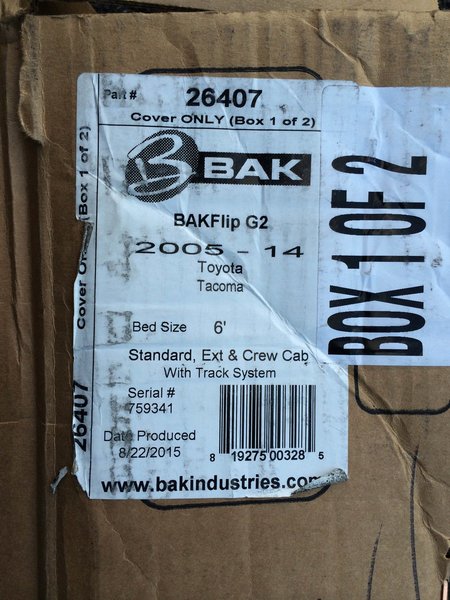 Part # 26407
Cover ONLY (Box 1 of 2)
B BAK
BAKFlip G2
2005 - 14
Toyota
Tacoma
Bed Size 6'
Standard, Ext & Crew Cab
With Track System
Serial #
759341
Date Produced
8/22/2015
8 19275 00328 5
www.bakindustries.com
26407 Cover ONLY (Box 1 of 2)
BOX 1 OF 2